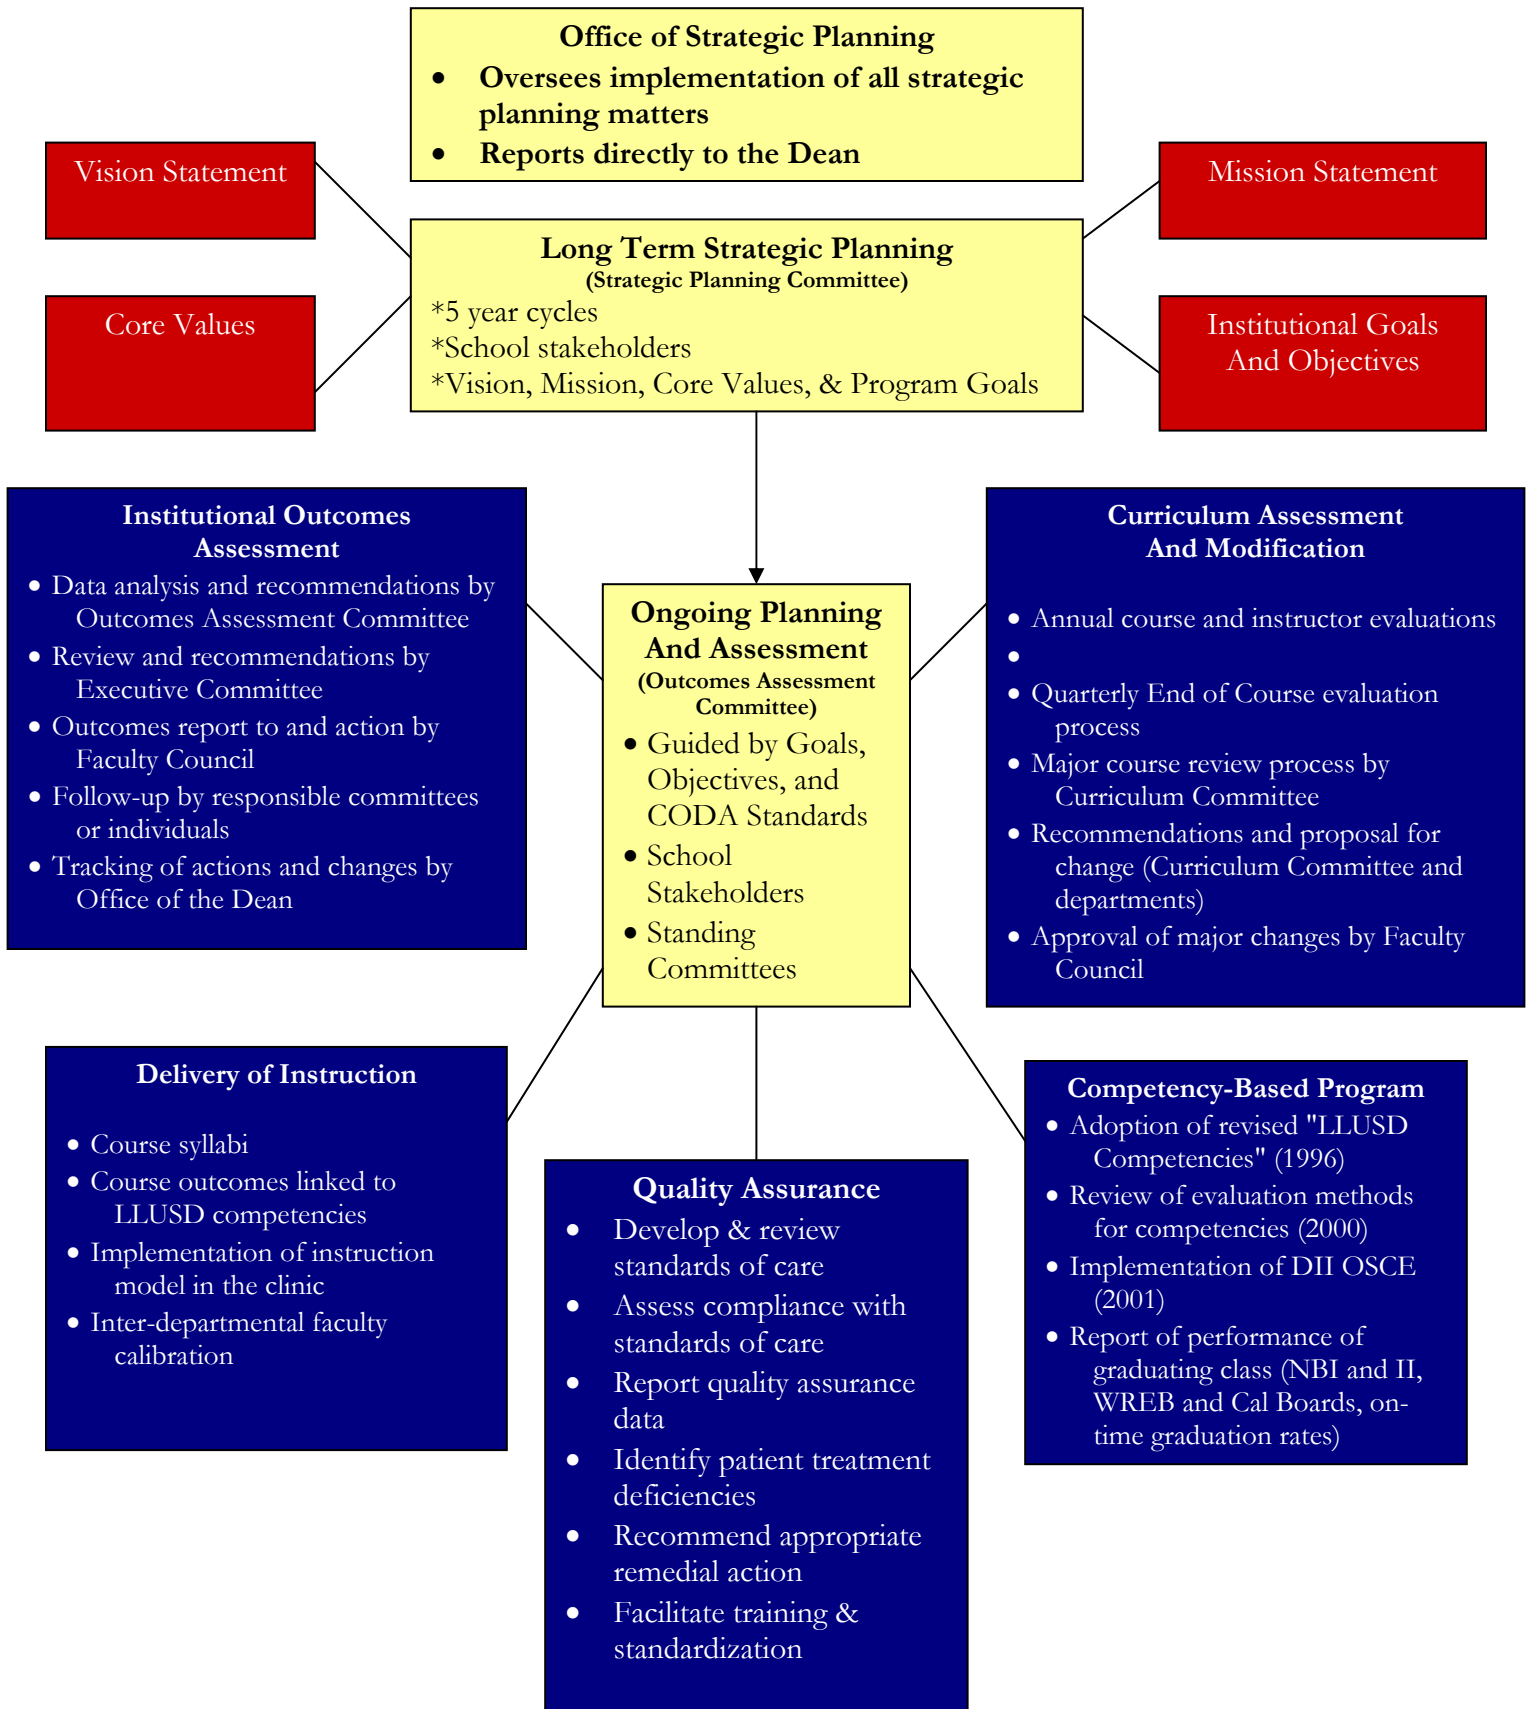 Office of Strategic Planning
• Oversees implementation of all strategic
planning matters
• Reports directly to the Dean
Vision Statement
Mission Statement
Long Term Strategic Planning
(Strategic Planning Committee)
*5 year cycles
*School stakeholders
*Vision, Mission, Core Values, & Program Goals
Core Values
Institutional Goals
And Objectives
Institutional Outcomes
Assessment
• Data analysis and recommendations by
Outcomes Assessment Committee
• Review and recommendations by
Executive Committee
• Outcomes report to and action by
Faculty Council
• Follow-up by responsible committees
or individuals
• Tracking of actions and changes by
Office of the Dean
Ongoing Planning
And Assessment
(Outcomes Assessment
Committee)
• Guided by Goals,
Objectives, and
CODA Standards
• School
Stakeholders
• Standing
Committees
Curriculum Assessment
And Modification
• Annual course and instructor evaluations
•
• Quarterly End of Course evaluation
process
• Major course review process by
Curriculum Committee
• Recommendations and proposal for
change (Curriculum Committee and
departments)
• Approval of major changes by Faculty
Council
Delivery of Instruction
• Course syllabi
• Course outcomes linked to
LLUSD competencies
• Implementation of instruction
model in the clinic
• Inter-departmental faculty
calibration
Quality Assurance
• Develop & review
standards of care
• Assess compliance with
standards of care
• Report quality assurance
data
• Identify patient treatment
deficiencies
• Recommend appropriate
remedial action
• Facilitate training &
standardization
Competency-Based Program
• Adoption of revised "LLUSD
Competencies" (1996)
• Review of evaluation methods
for competencies (2000)
• Implementation of DII OSCE
(2001)
• Report of performance of
graduating class (NBI and II,
WREB and Cal Boards, on-
time graduation rates)